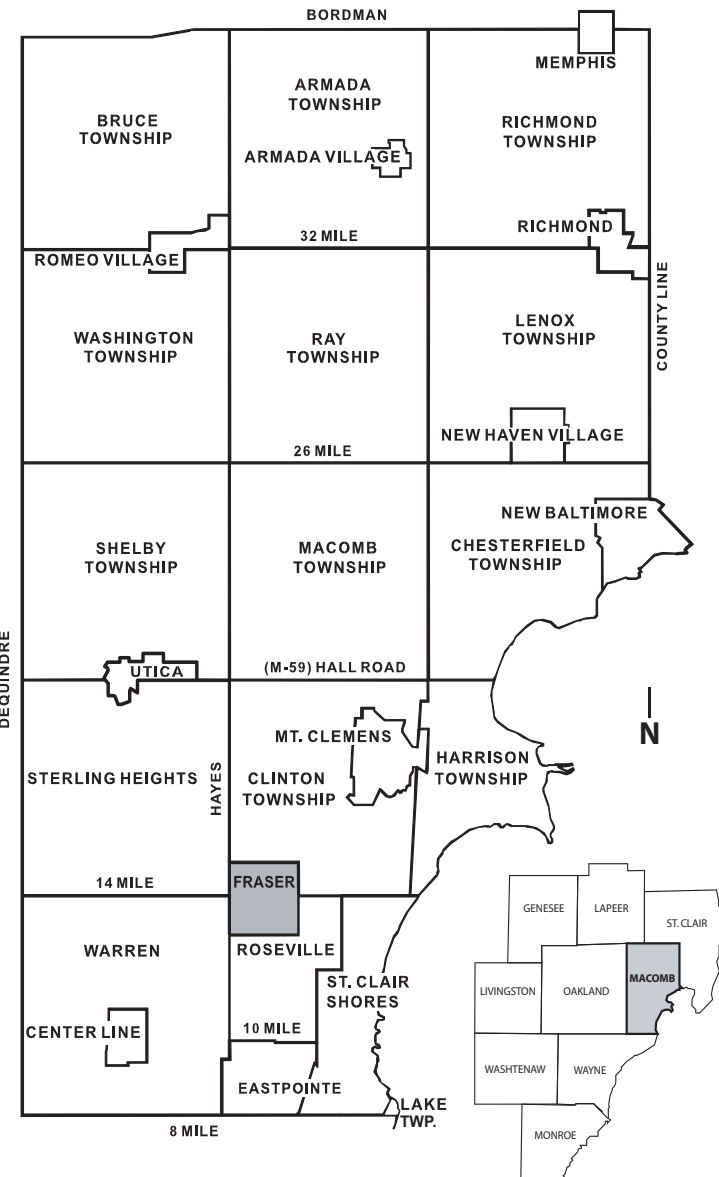 BORDMAN
MEMPHIS
ARMADA
TOWNSHIP
BRUCE
TOWNSHIP
RICHMOND
TOWNSHIP
ARMADA VILLAGE
RICHMOND
32 MILE
ROMEO VILLAGE
COUNTY LINE
WASHINGTON
TOWNSHIP
RAY
TOWNSHIP
LENOX
TOWNSHIP
NEW HAVEN VILLAGE
26 MILE
NEW BALTIMORE
SHELBY
TOWNSHIP
MACOMB
TOWNSHIP
CHESTERFIELD
TOWNSHIP
DEQUINDRE
UTICA
(M-59) HALL ROAD
N
MT. CLEMENS
STERLING HEIGHTS
HAYES
CLINTON
TOWNSHIP
HARRISON
TOWNSHIP
14 MILE
FRASER
WARREN
ROSEVILLE
ST. CLAIR
SHORES
CENTER LINE
10 MILE
EASTPOINTE
LAKE
TWP.
8 MILE
GENESEE
LAPEER
ST. CLAIR
LIVINGSTON
OAKLAND
MACOMB
WASHTENAW
WAYNE
MONROE